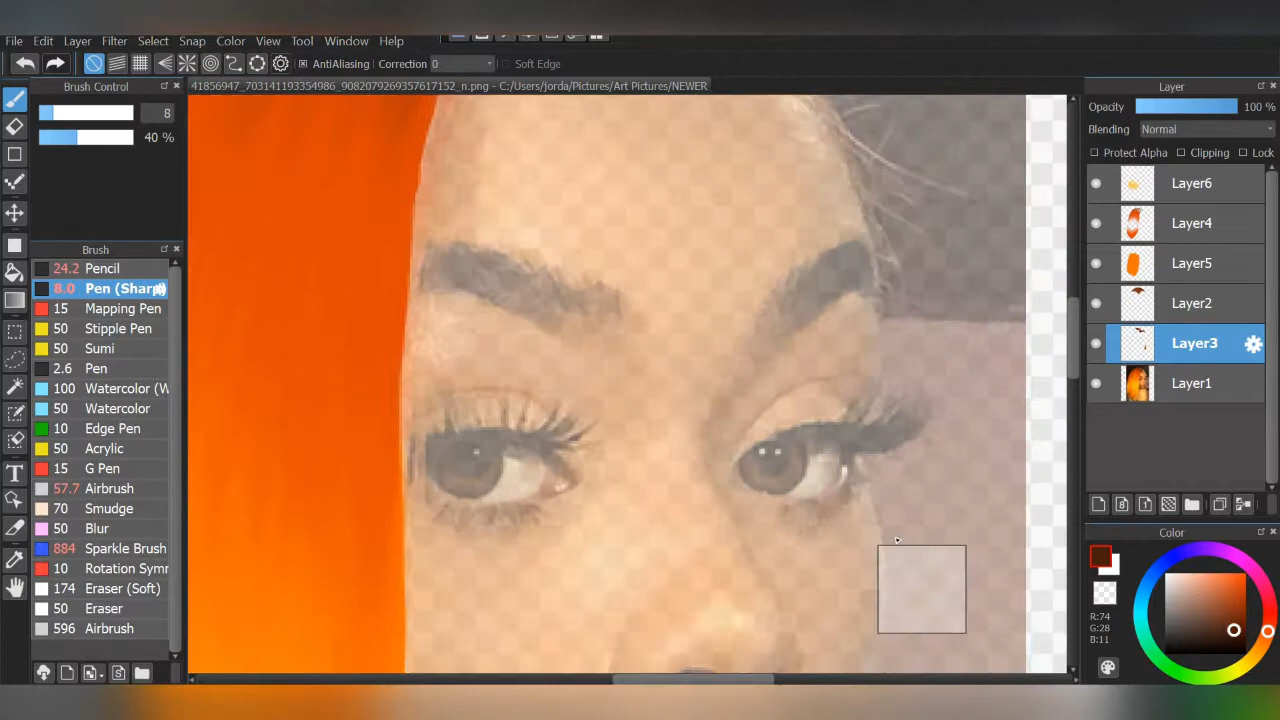 File Edit Layer Filter Select Snap Color View Tool Window Help
AntiAliasing Correction 0 Soft Edge
Brush Control
41856947_703141193354986_9082079269357617152_n.png - C:/Users/jorda/Pictures/Art Pictures/NEWER
Layer
8
40 %
Opacity 100 %
Blending Normal
Protect Alpha Clipping Lock
Brush
24.2 Pencil
8.0 Pen (Sharp)
15 Mapping Pen
50 Stipple Pen
50 Sumi
2.6 Pen
100 Watercolor (W
50 Watercolor
10 Edge Pen
50 Acrylic
15 G Pen
57.7 Airbrush
70 Smudge
50 Blur
884 Sparkle Brush
10 Rotation Symr
174 Eraser (Soft)
50 Eraser
596 Airbrush
Layer6
Layer4
Layer5
Layer2
Layer3
Layer1
Color
R:74
G:28
B:11